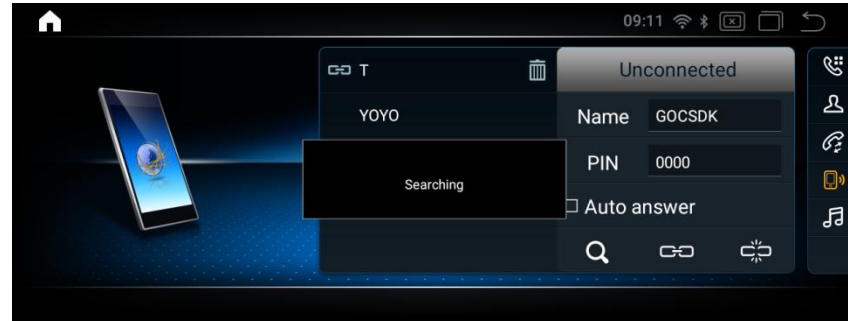 09:11
T
Unconnected
YOYO
Name GOCSDK
Searching
PIN 0000
Auto answer